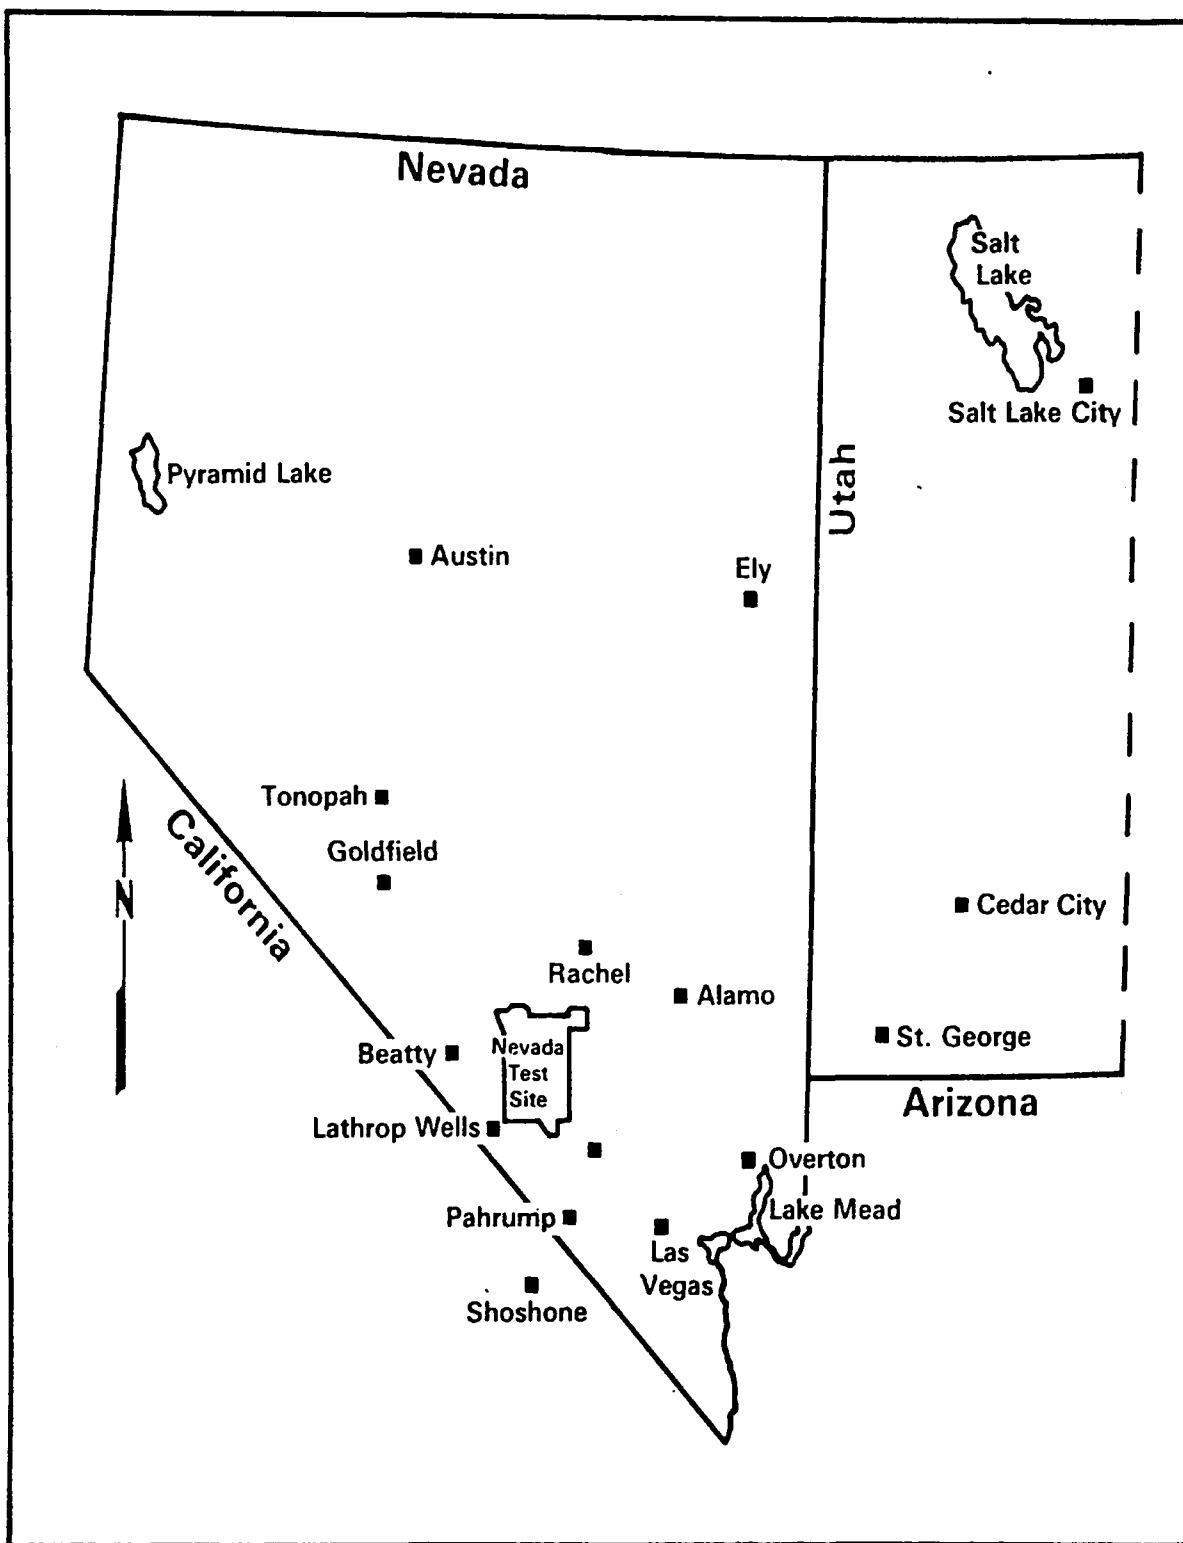 Nevada
Salt
Lake
Salt Lake City
Utah
Pyramid Lake
Austin
Ely
Tonopah
Goldfield
California
N
Cedar City
Rachel
Alamo
St. George
Beatty
Nevada
Test
Site
Arizona
Lathrop Wells
Overton
Pahrump
Lake Mead
Las
Vegas
Shoshone